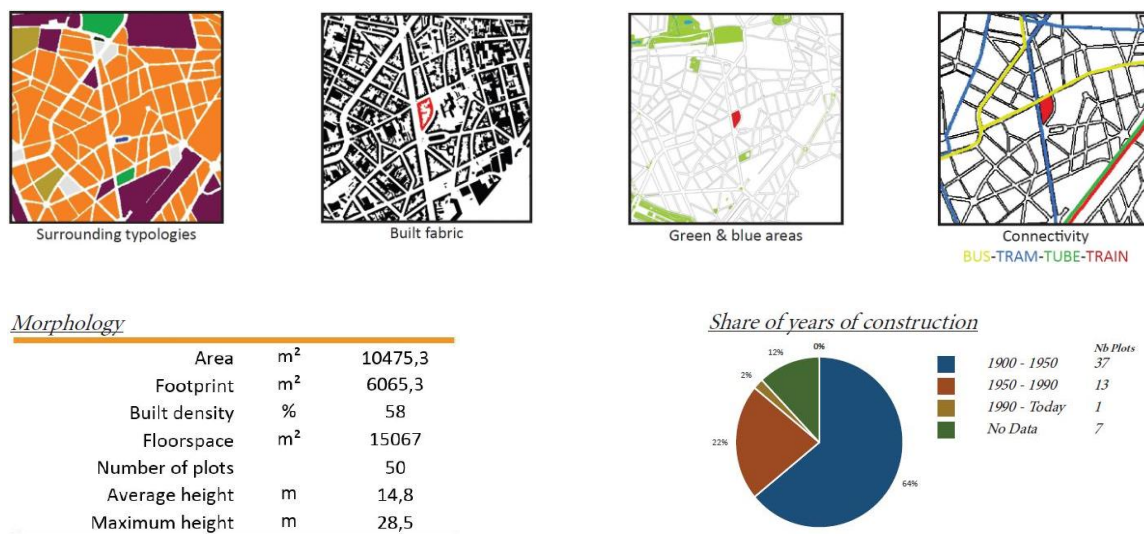 Surrounding typologies
Built fabric
Green & blue areas
Connectivity
BUS-TRAM-TUBE-TRAIN
Morphology
Area m² 10475,3
Footprint m² 6065,3
Built density % 58
Floorspace m² 15067
Number of plots 50
Average height m 14,8
Maximum height m 28,5
Share of years of construction
Nb Plots
1900 - 1950 37
1950 - 1990 13
1990 - Today 1
No Data 7
0%
12%
2%
22%
64%